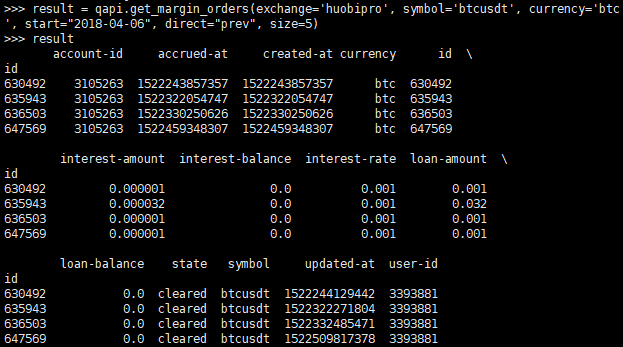 >>> result = qapi.get_margin_orders(exchange='huobipro', symbol='btcusdt', currency='btc
', start="2018-04-06", direct="prev", size=5)
>>> result
account-id accrued-at created-at currency id \
id
630492 3105263 1522243857357 1522243857357 btc 630492
635943 3105263 1522322054747 1522322054747 btc 635943
636503 3105263 1522330250626 1522330250626 btc 636503
647569 3105263 1522459348307 1522459348307 btc 647569
interest-amount interest-balance interest-rate loan-amount \
id
630492 0.000001 0.0 0.001 0.001
635943 0.000032 0.0 0.001 0.032
636503 0.000001 0.0 0.001 0.001
647569 0.000001 0.0 0.001 0.001
loan-balance state symbol updated-at user-id
id
630492 0.0 cleared btcusdt 1522244129442 3393881
635943 0.0 cleared btcusdt 1522322271804 3393881
636503 0.0 cleared btcusdt 1522332485471 3393881
647569 0.0 cleared btcusdt 1522509817378 3393881